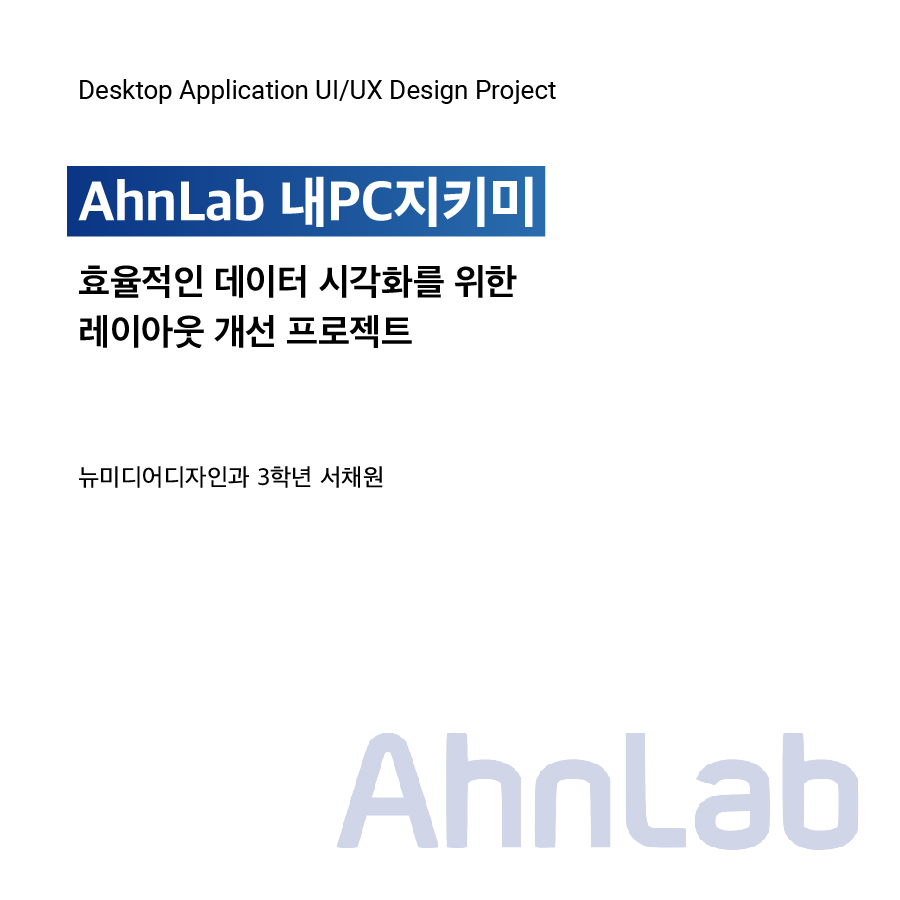 Desktop Application UI/UX Design Project
AhnLab 내PC지키미
효율적인 데이터 시각화를 위한
레이아웃 개선 프로젝트
뉴미디어디자인과 3학년 서채원
AhnLab